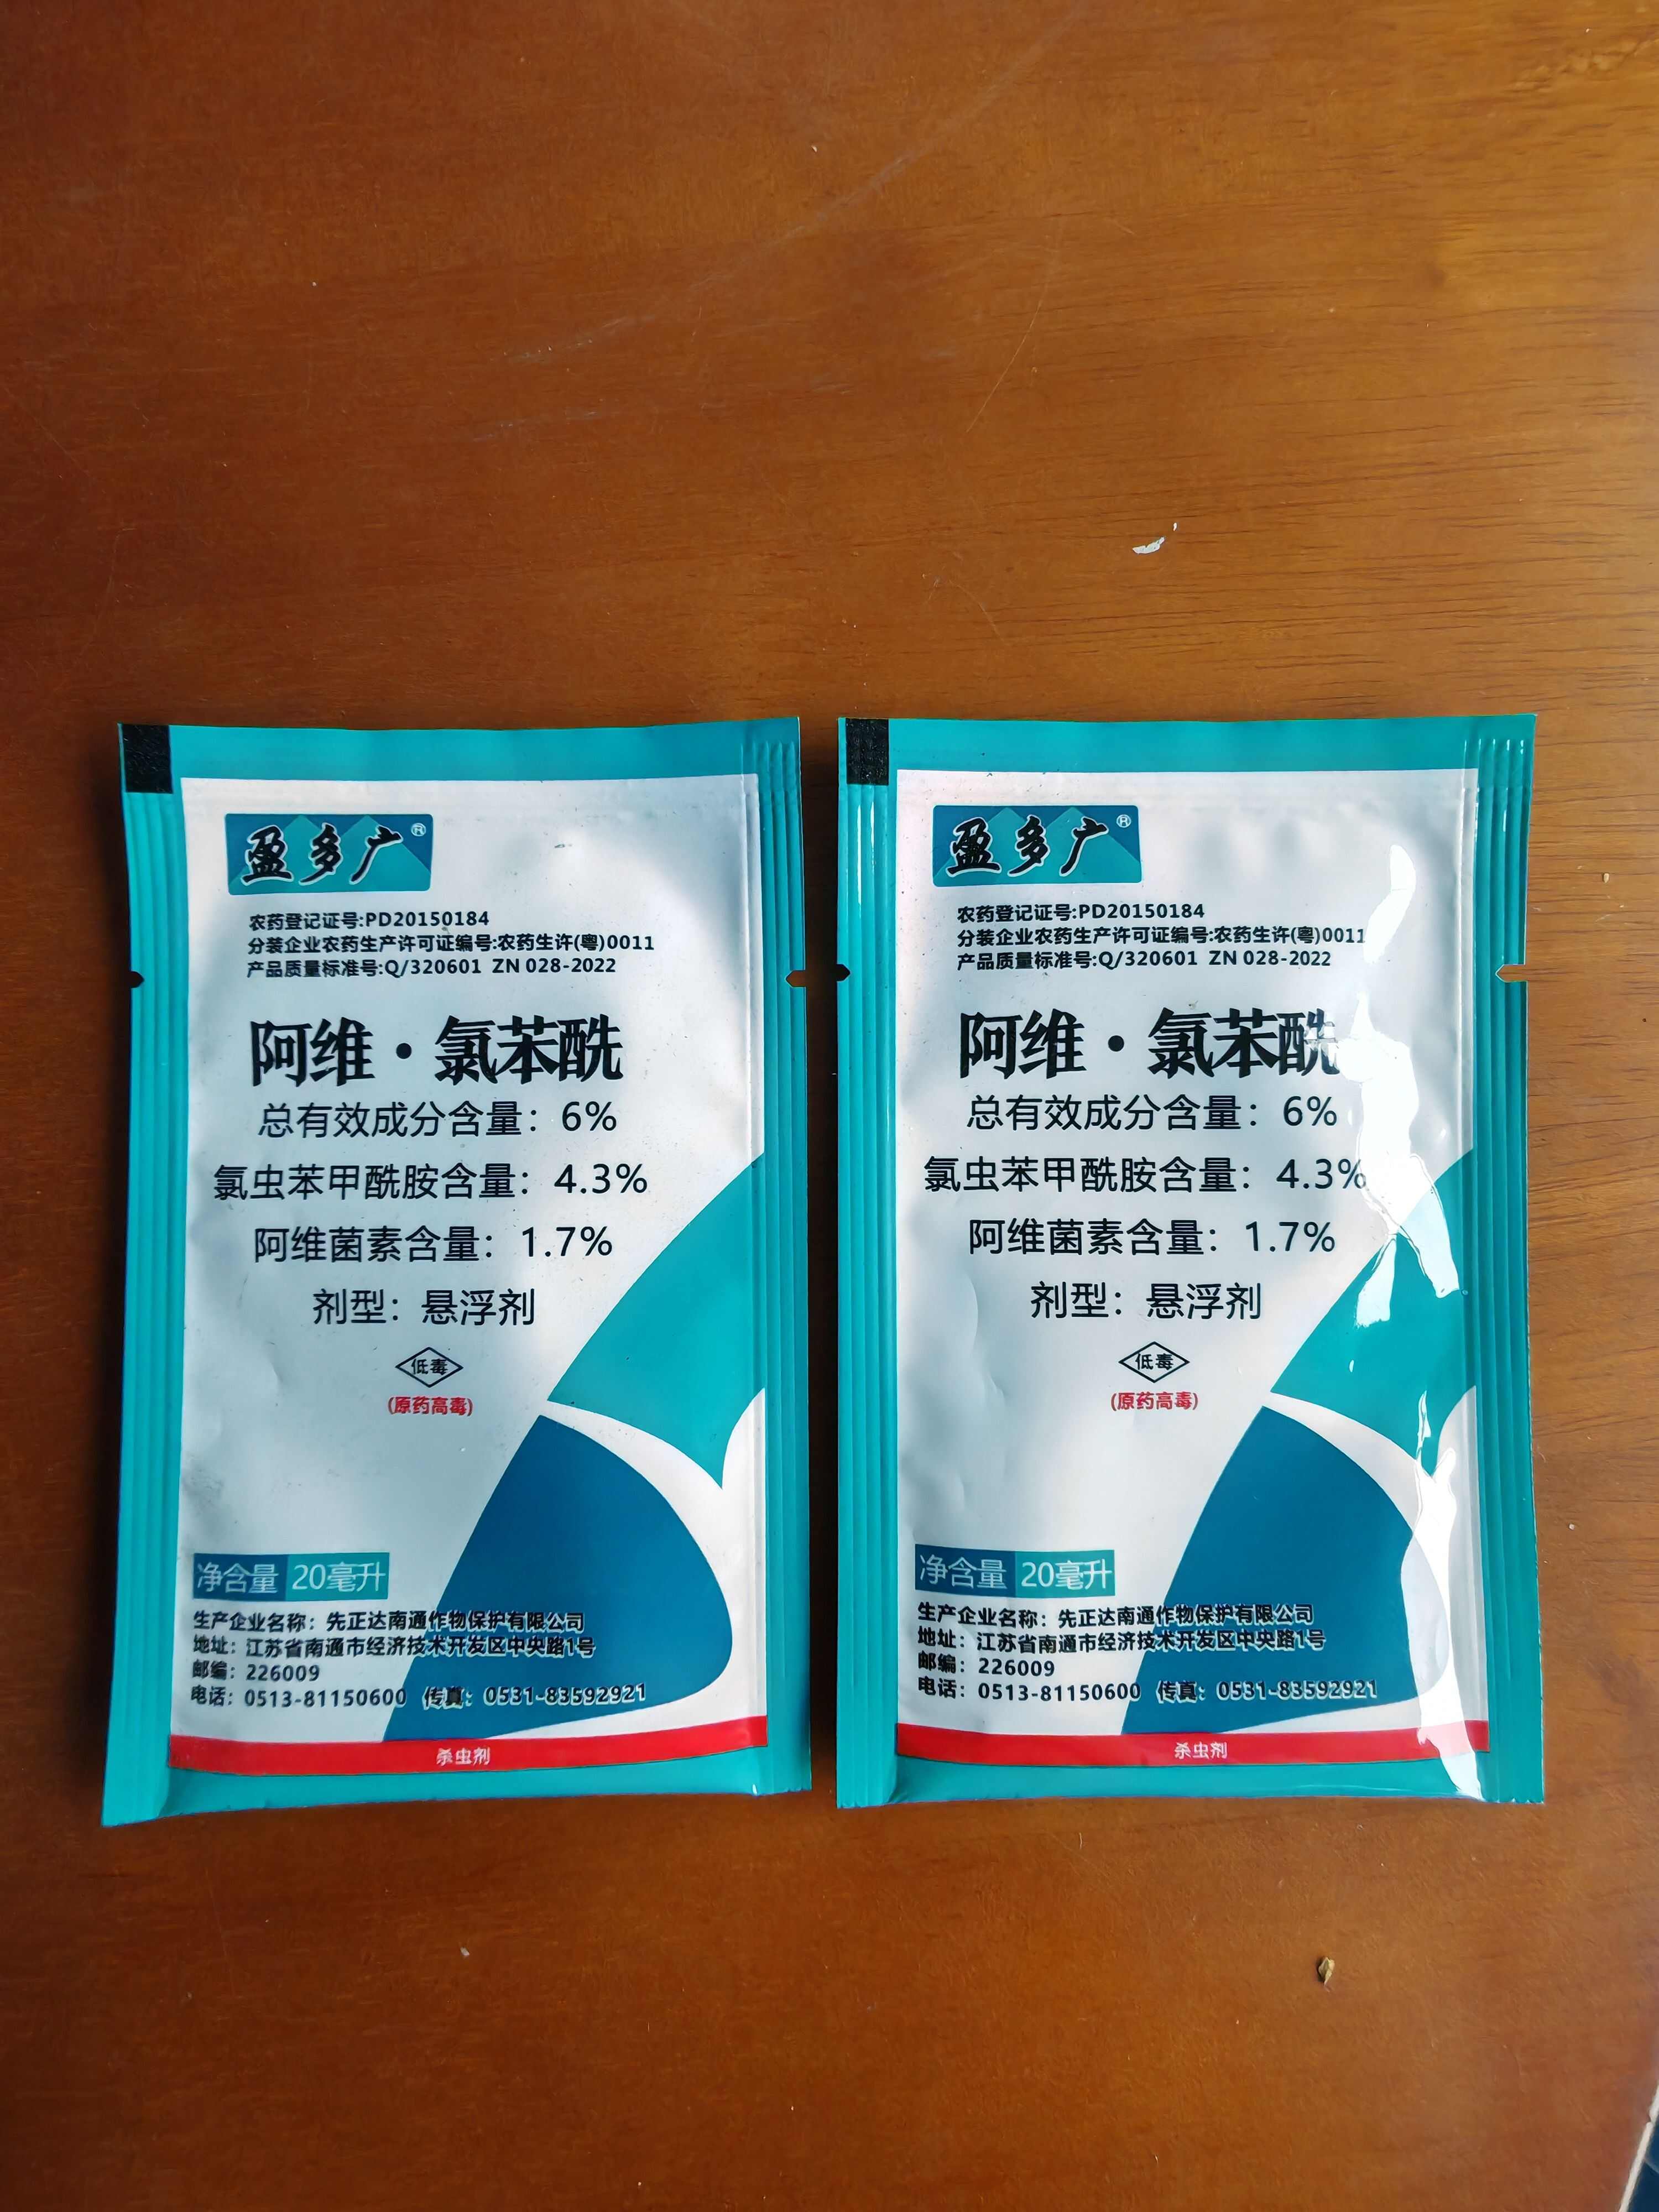 盈多广®
农药登记证号:PD20150184
分装企业农药生产许可证编号:农药生许(粤)0011
产品质量标准号:Q/320601 ZN 028-2022
阿维·氯苯酰
总有效成分含量：6%
氯虫苯甲酰胺含量：4.3%
阿维菌素含量：1.7%
剂型：悬浮剂
低毒
(原药高毒)
净含量 20毫升
生产企业名称：先正达南通作物保护有限公司
地址：江苏省南通市经济技术开发区中央路1号
邮编：226009
电话：0513-81150600 传真：0531-83592921
杀虫剂
盈多广®
农药登记证号:PD20150184
分装企业农药生产许可证编号:农药生许(粤)0011
产品质量标准号:Q/320601 ZN 028-2022
阿维·氯苯酰
总有效成分含量：6%
氯虫苯甲酰胺含量：4.3%
阿维菌素含量：1.7%
剂型：悬浮剂
低毒
(原药高毒)
净含量 20毫升
生产企业名称：先正达南通作物保护有限公司
地址：江苏省南通市经济技术开发区中央路1号
邮编：226009
电话：0513-81150600 传真：0531-83592921
杀虫剂